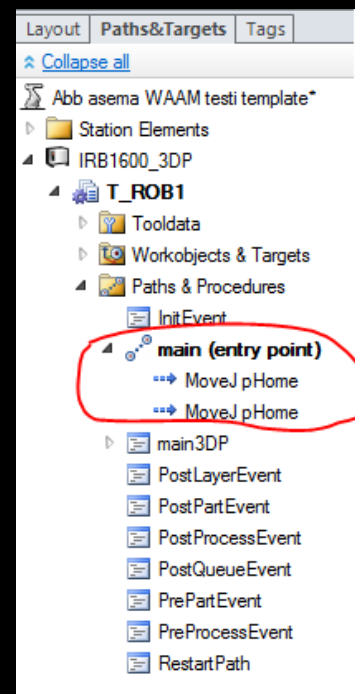 Layout Paths&Targets Tags
Collapse all
Abb asema WAAM testi template*
Station Elements
IRB1600_3DP
T_ROB1
Tooldata
Workobjects & Targets
Paths & Procedures
InitEvent
main (entry point)
MoveJ pHome
MoveJ pHome
main3DP
PostLayerEvent
PostPartEvent
PostProcessEvent
PostQueueEvent
PrePartEvent
PreProcessEvent
RestartPath